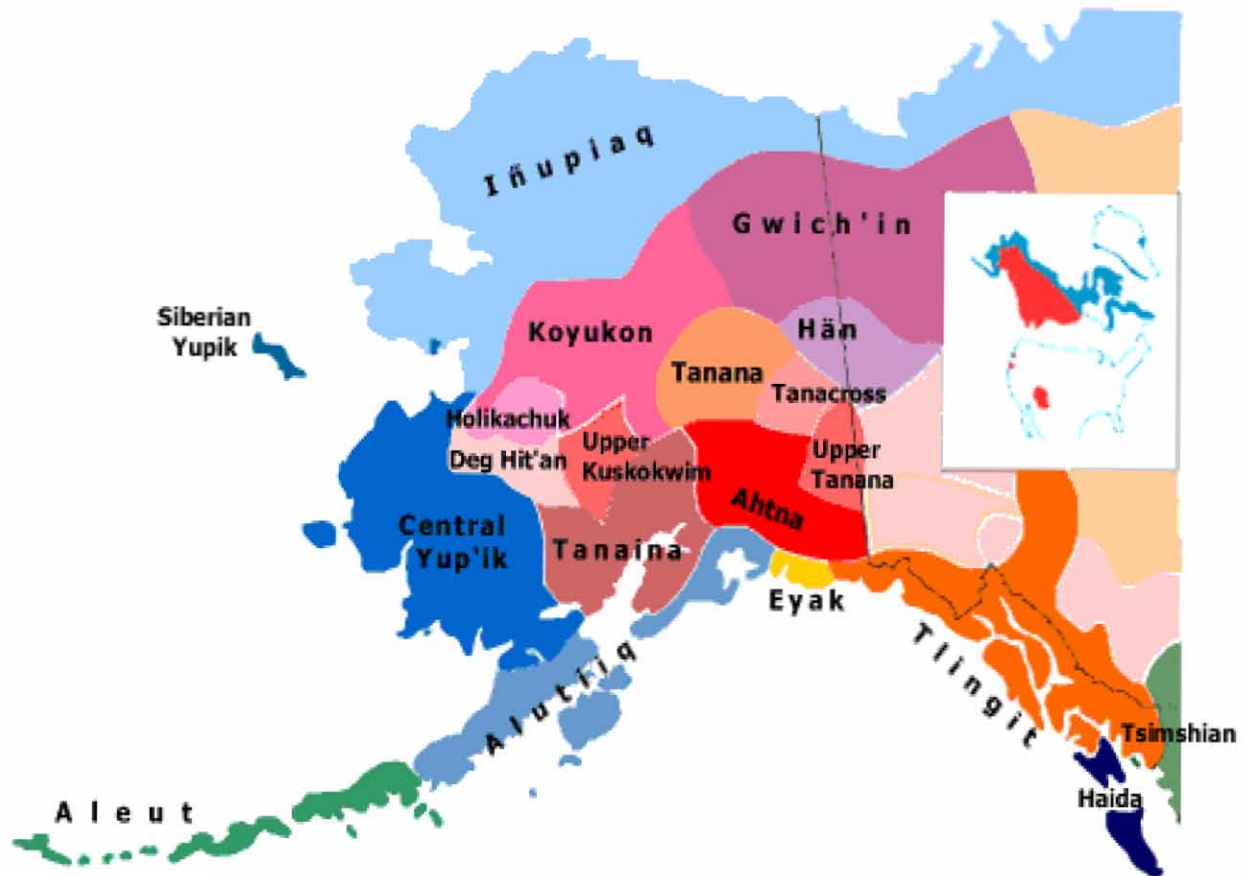 Iñupiaq
Gwich'in
Siberian
Yupik
Koyukon
Hän
Tanana
Tanacross
Holikachuk
Upper
Kuskokwim
Deg Hit'an
Upper
Tanana
Ahtna
Central
Yup'ik
Tanaina
Eyak
Alutiiq
Tlingit
Tsimshian
Haida
Aleut